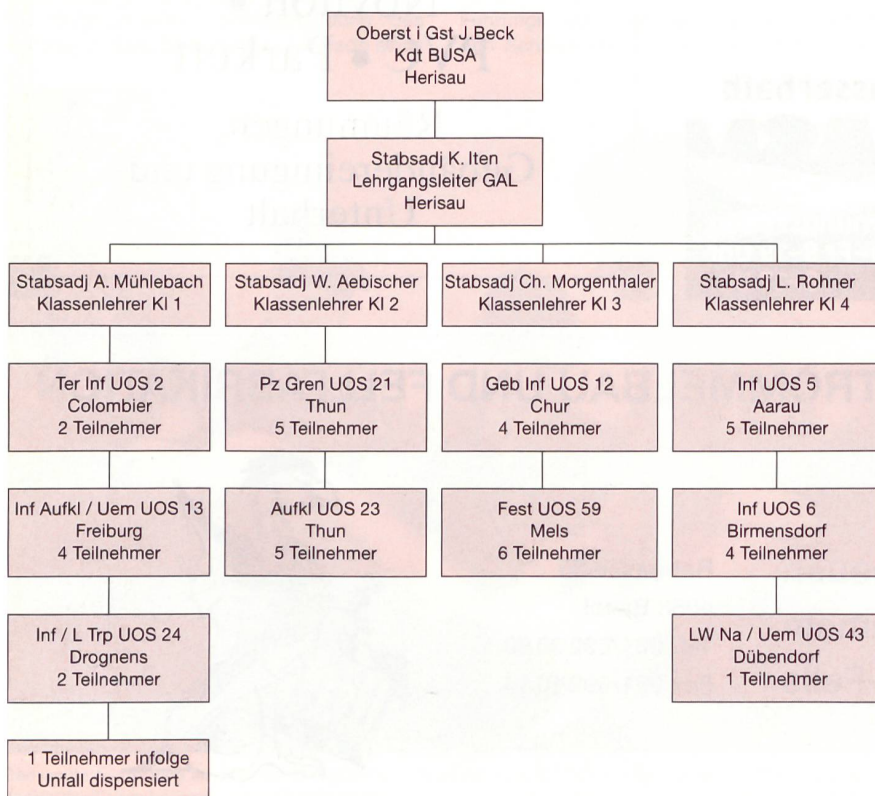 Oberst i Gst J.Beck
Kdt BUSA
Herisau
Stabsadj K. Iten
Lehrgangsleiter GAL
Herisau
Stabsadj A. Mühlebach
Klassenlehrer Kl 1
Ter Inf UOS 2
Colombier
2 Teilnehmer
Inf Aufkl / Uem UOS 13
Freiburg
4 Teilnehmer
Inf / L Trp UOS 24
Drognens
2 Teilnehmer
1 Teilnehmer infolge
Unfall dispensiert
Stabsadj W. Aebischer
Klassenlehrer Kl 2
Pz Gren UOS 21
Thun
5 Teilnehmer
Aufkl UOS 23
Thun
5 Teilnehmer
Stabsadj Ch. Morgenthaler
Klassenlehrer Kl 3
Geb Inf UOS 12
Chur
4 Teilnehmer
Fest UOS 59
Mels
6 Teilnehmer
Stabsadj L. Rohner
Klassenlehrer Kl 4
Inf UOS 5
Aarau
5 Teilnehmer
Inf UOS 6
Birmensdorf
4 Teilnehmer
LW Na / Uem UOS 43
Dübendorf
1 Teilnehmer